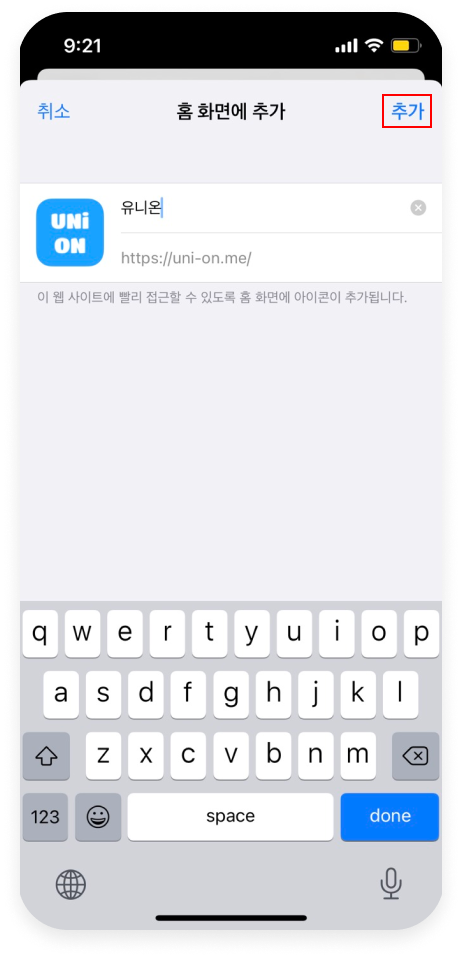 9:21
취소 홈 화면에 추가 추가
UNi
ON
유니온
https://uni-on.me/
이 웹 사이트에 빨리 접근할 수 있도록 홈 화면에 아이콘이 추가됩니다.
q w e r t y u i o p
a s d f g h j k l
z x c v b n m
123 space done